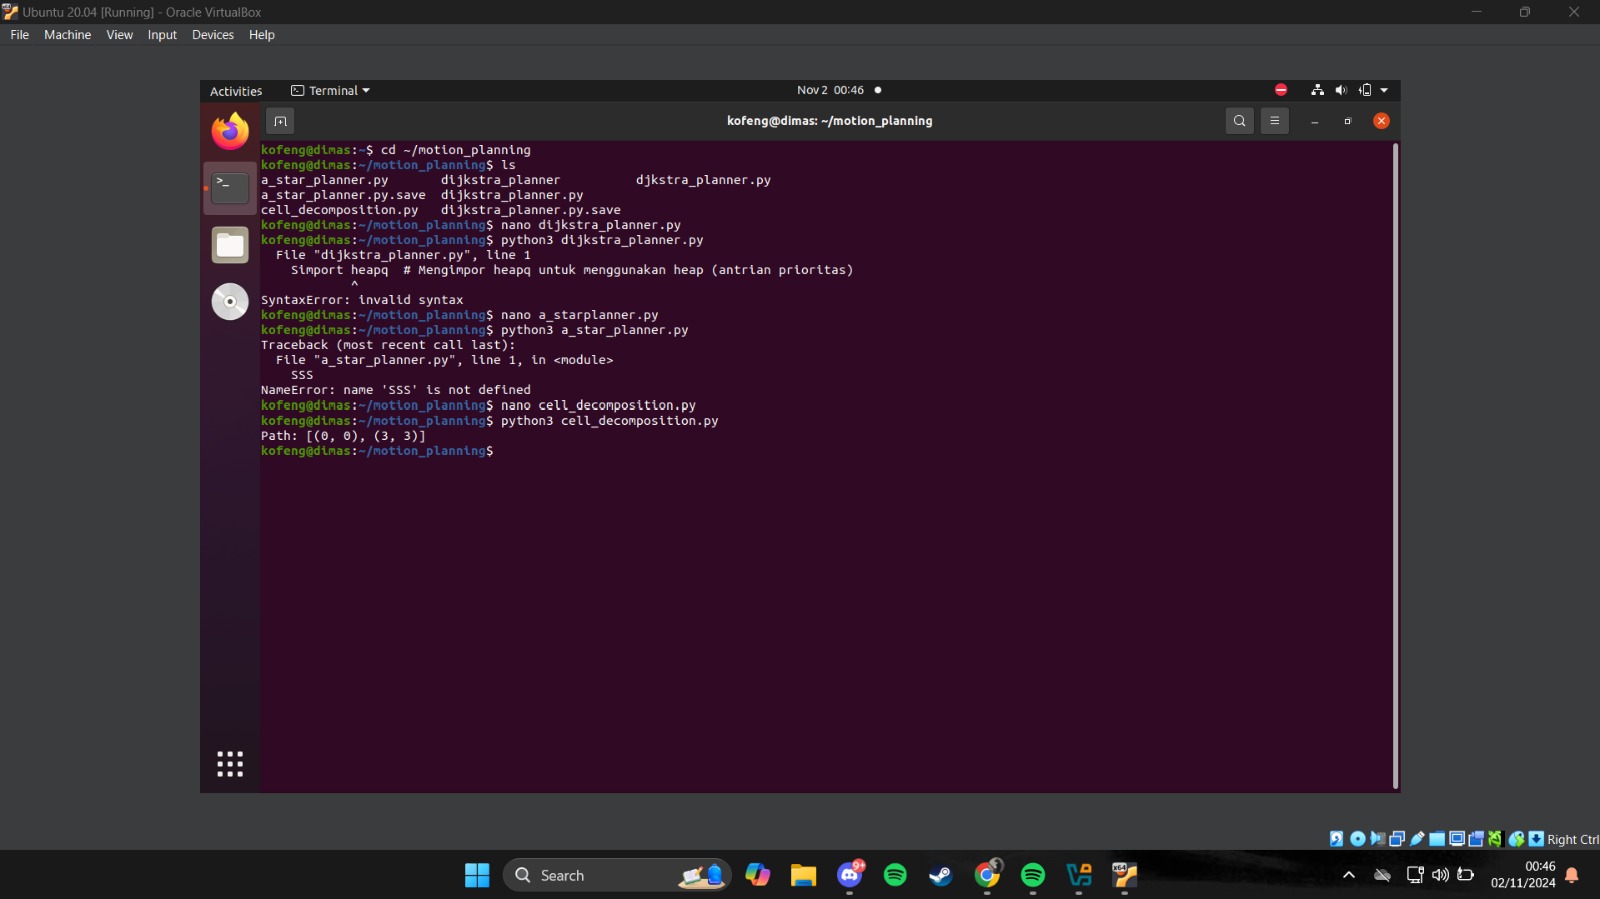 Ubuntu 20.04 [Running] - Oracle VirtualBox
File Machine View Input Devices Help
Activities Terminal Nov 2 00:46
kofeng@dimas: ~/motion_planning
kofeng@dimas:~$ cd ~/motion_planning
kofeng@dimas:~/motion_planning$ ls
a_star_planner.py dijkstra_planner djkstra_planner.py
a_star_planner.py.save dijkstra_planner.py
cell_decomposition.py dijkstra_planner.py.save
kofeng@dimas:~/motion_planning$ nano dijkstra_planner.py
kofeng@dimas:~/motion_planning$ python3 dijkstra_planner.py
File "dijkstra_planner.py", line 1
Simport heapq # Mengimpor heapq untuk menggunakan heap (antrian prioritas)
^
SyntaxError: invalid syntax
kofeng@dimas:~/motion_planning$ nano a_starplanner.py
kofeng@dimas:~/motion_planning$ python3 a_star_planner.py
Traceback (most recent call last):
File "a_star_planner.py", line 1, in <module>
SSS
NameError: name 'SSS' is not defined
kofeng@dimas:~/motion_planning$ nano cell_decomposition.py
kofeng@dimas:~/motion_planning$ python3 cell_decomposition.py
Path: [(0, 0), (3, 3)]
kofeng@dimas:~/motion_planning$
Right Ctrl
Search
9+
00:46
02/11/2024